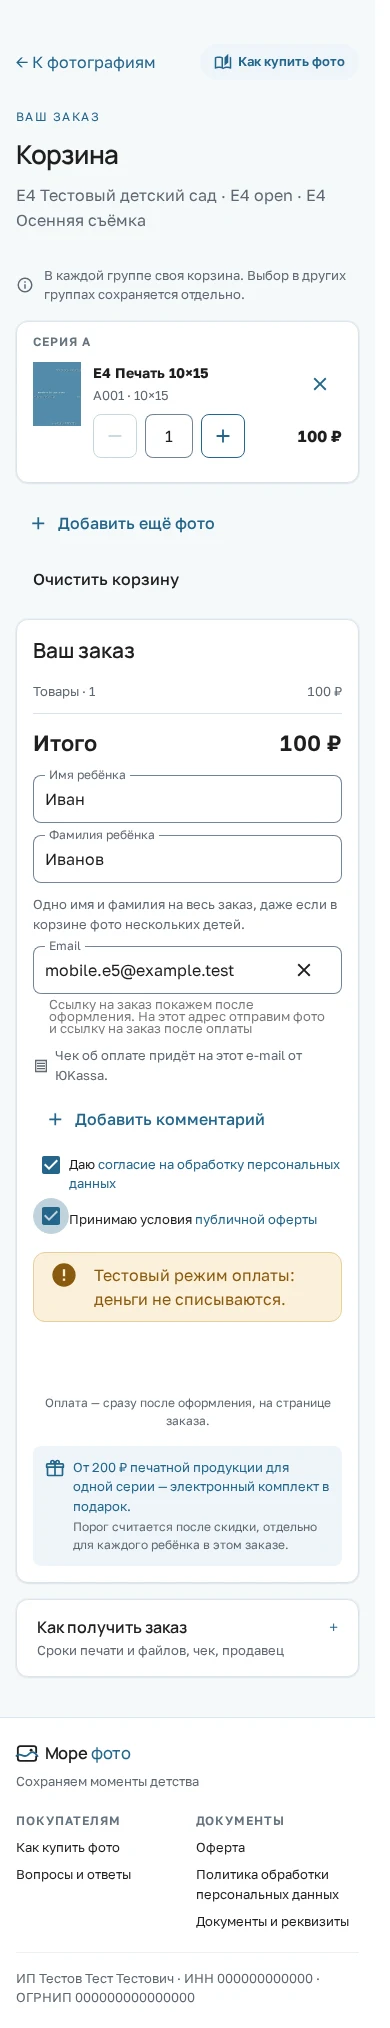 ← К фотографиям
Как купить фото
ВАШ ЗАКАЗ
Корзина
E4 Тестовый детский сад · E4 open · E4
Осенняя съёмка
В каждой группе своя корзина. Выбор в других
группах сохраняется отдельно.
СЕРИЯ A
E4 Печать 10×15
A001 · 10×15
1
100 ₽
Добавить ещё фото
Очистить корзину
Ваш заказ
Товары · 1
100 ₽
Итого
100 ₽
Имя ребёнка
Иван
Фамилия ребёнка
Иванов
Одно имя и фамилия на весь заказ, даже если в
корзине фото нескольких детей.
Email
mobile.e5@example.test
Ссылку на заказ покажем после
оформления. На этот адрес отправим фото
и ссылку на заказ после оплаты
Чек об оплате придёт на этот e-mail от
ЮKassa.
Добавить комментарий
Даю согласие на обработку персональных
данных
Принимаю условия публичной оферты
Тестовый режим оплаты:
деньги не списываются.
Оплата — сразу после оформления, на странице
заказа.
От 200 ₽ печатной продукции для
одной серии — электронный комплект в
подарок.
Порог считается после скидки, отдельно
для каждого ребёнка в этом заказе.
Как получить заказ
+
Сроки печати и файлов, чек, продавец
Море фото
Сохраняем моменты детства
ПОКУПАТЕЛЯМ
Как купить фото
Вопросы и ответы
ДОКУМЕНТЫ
Оферта
Политика обработки
персональных данных
Документы и реквизиты
ИП Тестов Тест Тестович · ИНН 000000000000 ·
ОГРНИП 000000000000000